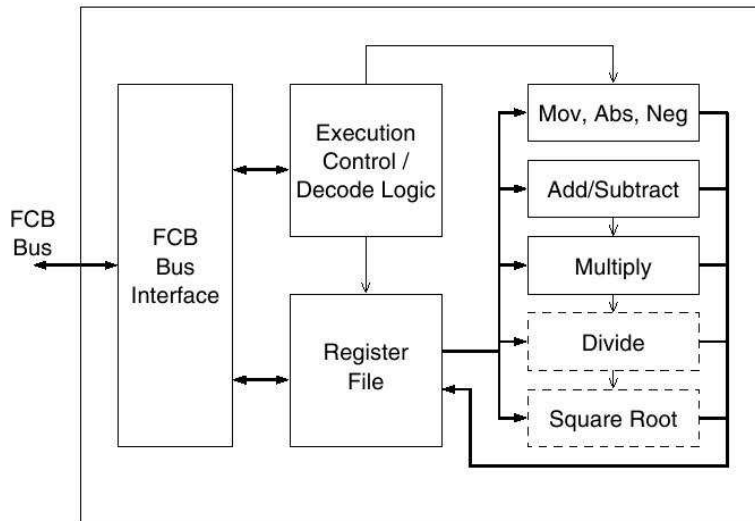 FCB
Bus
FCB
Bus
Interface
Execution
Control /
Decode Logic
Register
File
Mov, Abs, Neg
Add/Subtract
Multiply
Divide
Square Root